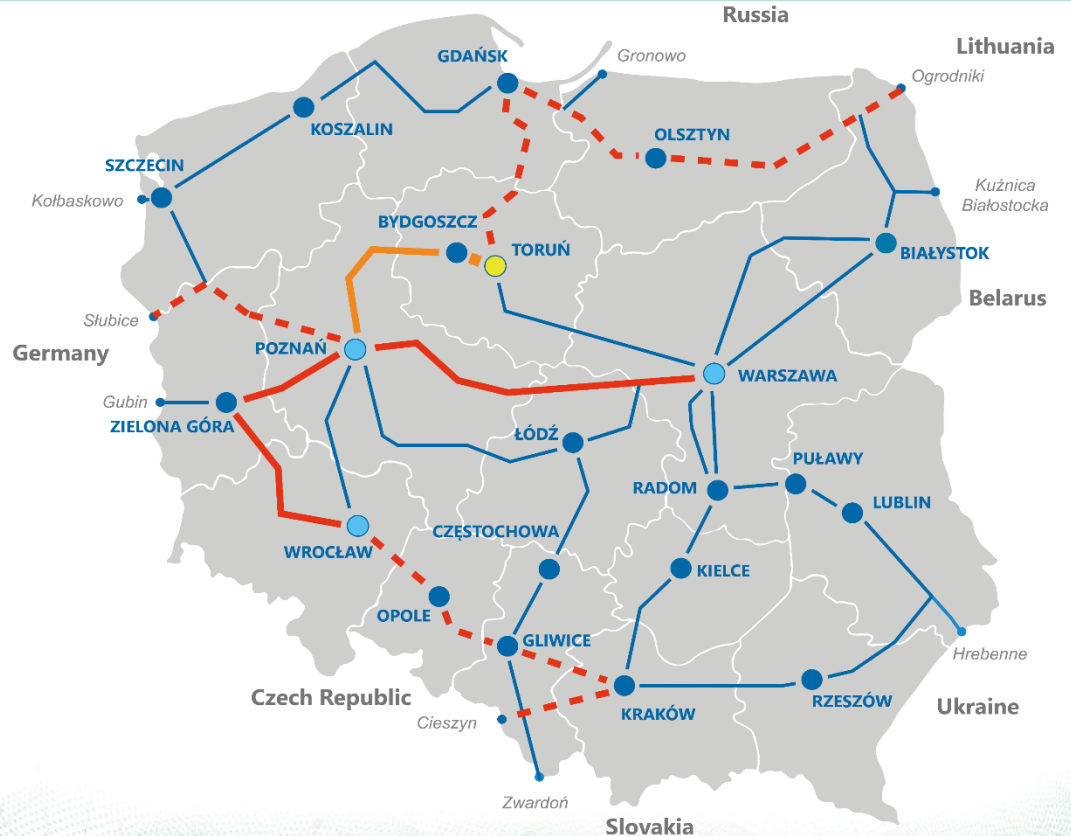 Russia
Lithuania
GDAŃSK
Gronowo
Ogrodniki
KOSZALIN
OLSZTYN
SZCZECIN
Kołbaskowo
Kuźnica
Białostocka
BYDGOSZCZ
TORUŃ
BIAŁYSTOK
Belarus
Słubice
Germany
POZNAŃ
WARSZAWA
Gubin
ZIELONA GÓRA
ŁÓDŹ
PUŁAWY
RADOM
LUBLIN
CZĘSTOCHOWA
WROCŁAW
KIELCE
OPOLE
GLIWICE
Hrebenne
Czech Republic
RZESZÓW
Ukraine
KRAKÓW
Cieszyn
Zwardoń
Slovakia